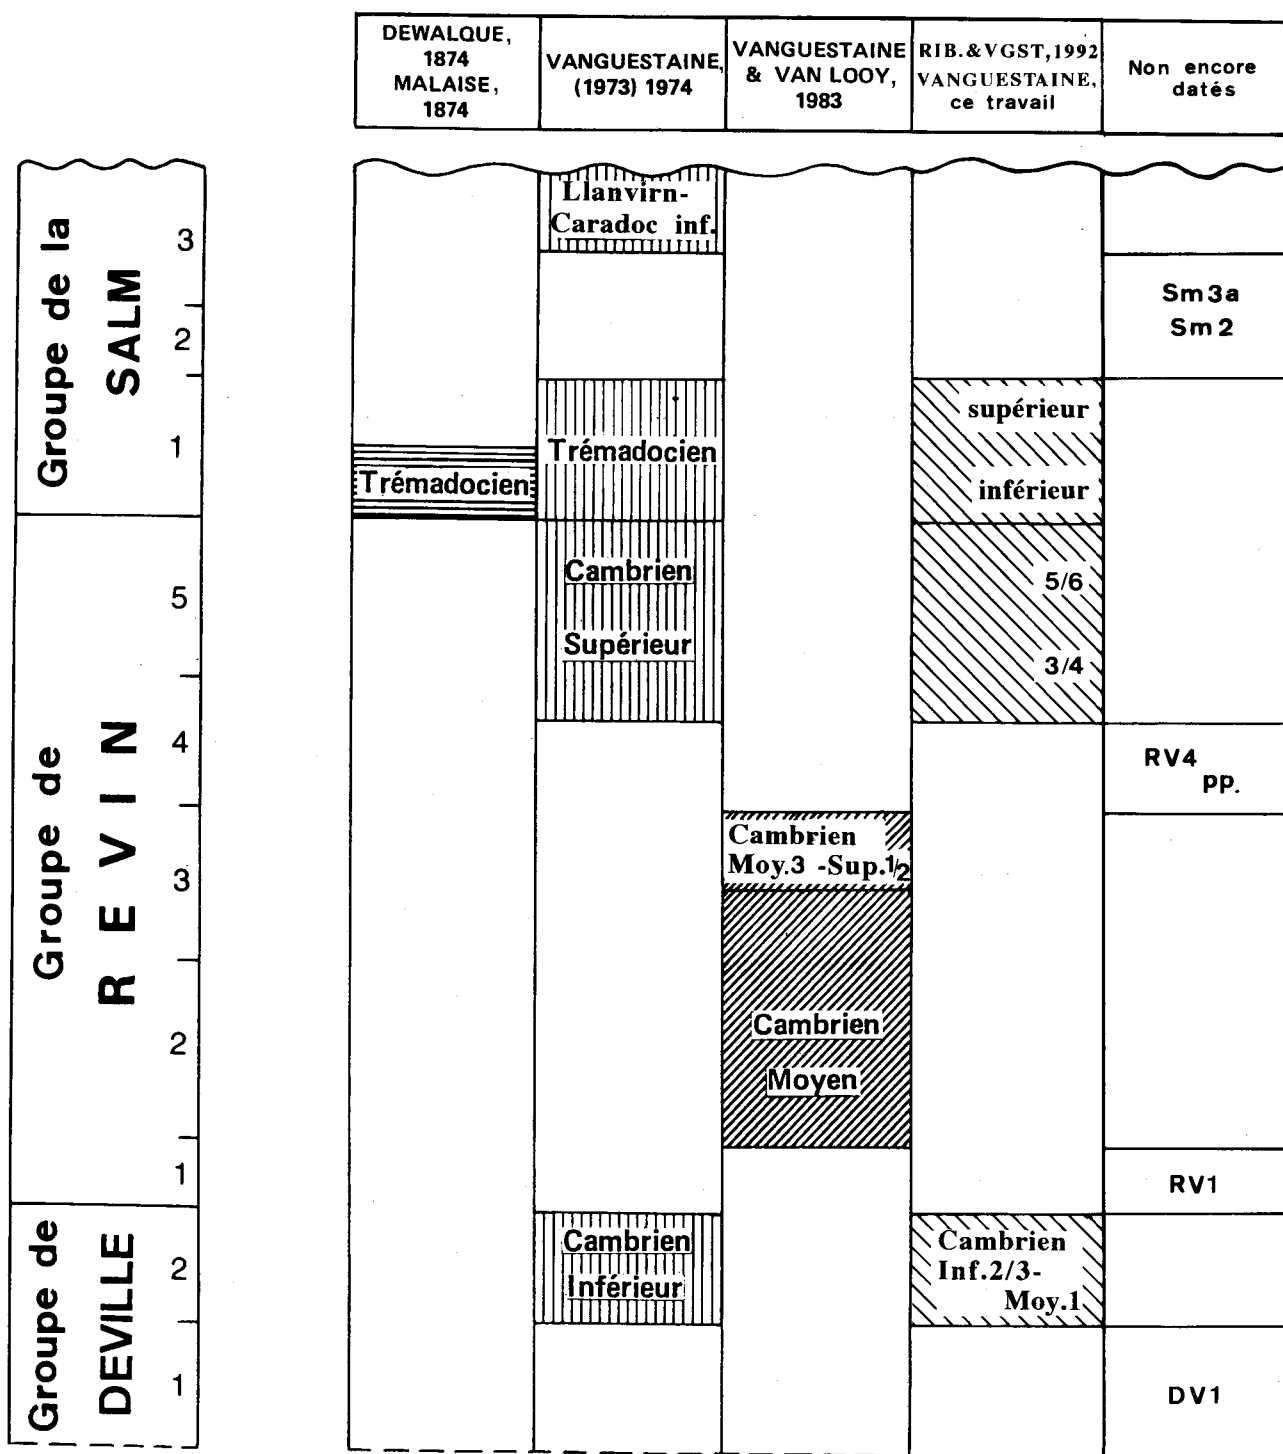 DEWALQUE,
1874
MALAISE,
1874
VANGUESTAINE,
(1973) 1974
VANGUESTAINE
& VAN LOOY,
1983
RIB.&VGST,1992
VANGUESTAINE,
ce travail
Non encore
datés
Groupe de la
SALM
3
2
1
Groupe de
REVIN
5
4
3
2
1
Groupe de
DEVILLE
2
1
Trémadocien
Llanvirn-
Caradoc inf.
Trémadocien
Cambrien
Supérieur
Cambrien
Inférieur
Cambrien
Moy.3 -Sup.1/2
Cambrien
Moyen
supérieur
inférieur
5/6
3/4
Cambrien
Inf.2/3-
Moy.1
Sm3a
Sm2
RV4
pp.
RV1
DV1